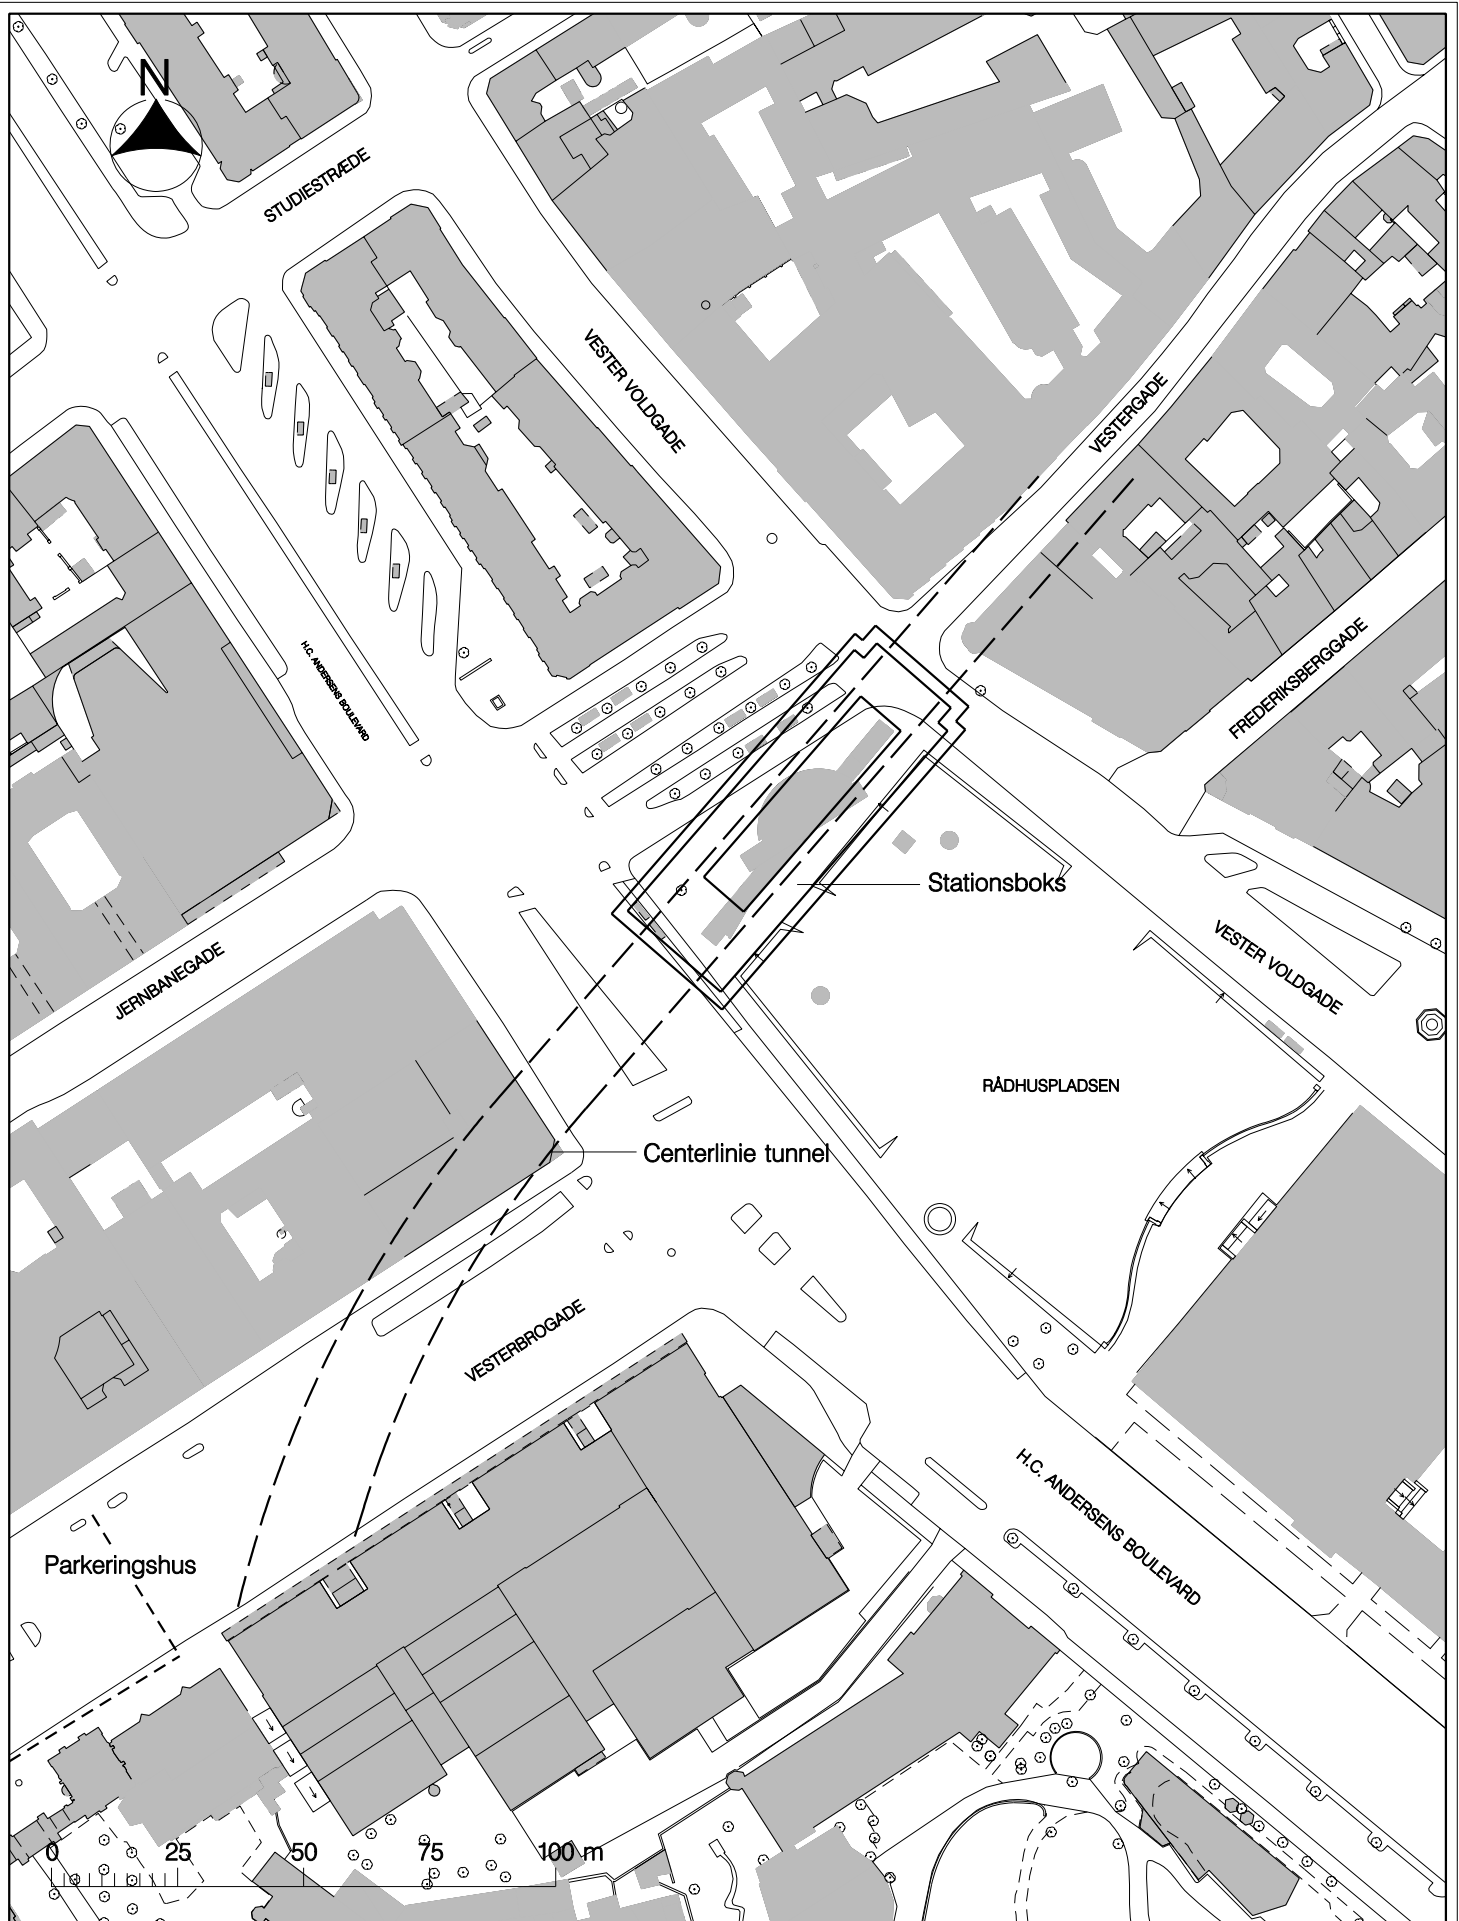 N
STUDIESTRÆDE
VESTER VOLDGADE
VESTERGADE
H.C. ANDERSENS BOULEVARD
FREDERIKSBERGGADE
Stationsboks
JERNBANEGADE
VESTER VOLDGADE
RÅDHUSPLADSEN
Centerlinie tunnel
VESTERBROGADE
H.C. ANDERSENS BOULEVARD
Parkeringshus
0 25 50 75 100 m